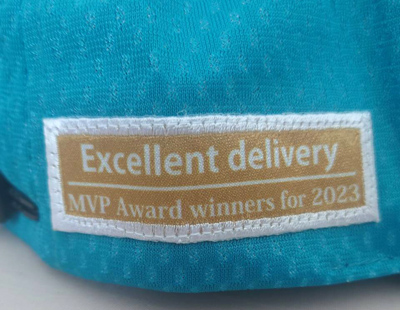 Excellent delivery
MVP Award winners for 2023